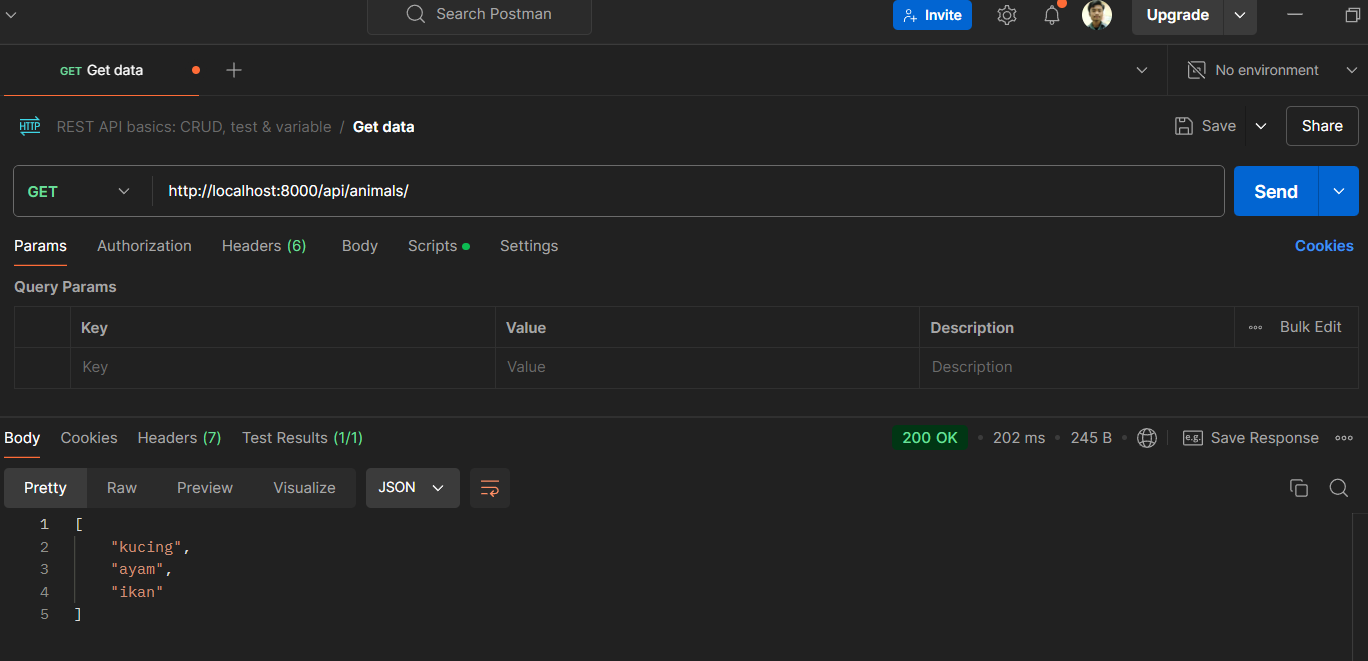 Search Postman
Invite
Upgrade
GET Get data
No environment
HTTP REST API basics: CRUD, test & variable / Get data
Save
Share
GET http://localhost:8000/api/animals/
Send
Params Authorization Headers (6) Body Scripts Settings Cookies
Query Params
Key Value Description Bulk Edit
Key Value Description
Body Cookies Headers (7) Test Results (1/1) 200 OK • 202 ms • 245 B • e.g. Save Response
Pretty Raw Preview Visualize JSON
1 [
2 "kucing",
3 "ayam",
4 "ikan"
5 ]